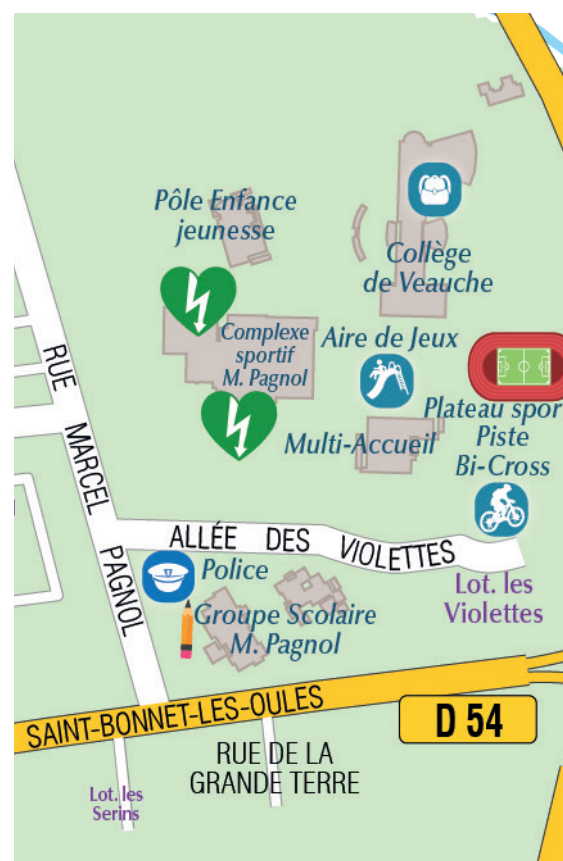 Pôle Enfance
jeunesse
Collège
de Veauche
Complexe
sportif
M. Pagnol
Aire de Jeux
Plateau spor
Piste
Bi-Cross
Multi-Accueil
RUE MARCEL PAGNOL
ALLÉE DES VIOLETTES
Police
Lot. les
Violettes
Groupe Scolaire
M. Pagnol
SAINT-BONNET-LES-OULES
D 54
RUE DE LA
GRANDE TERRE
Lot. les
Serins